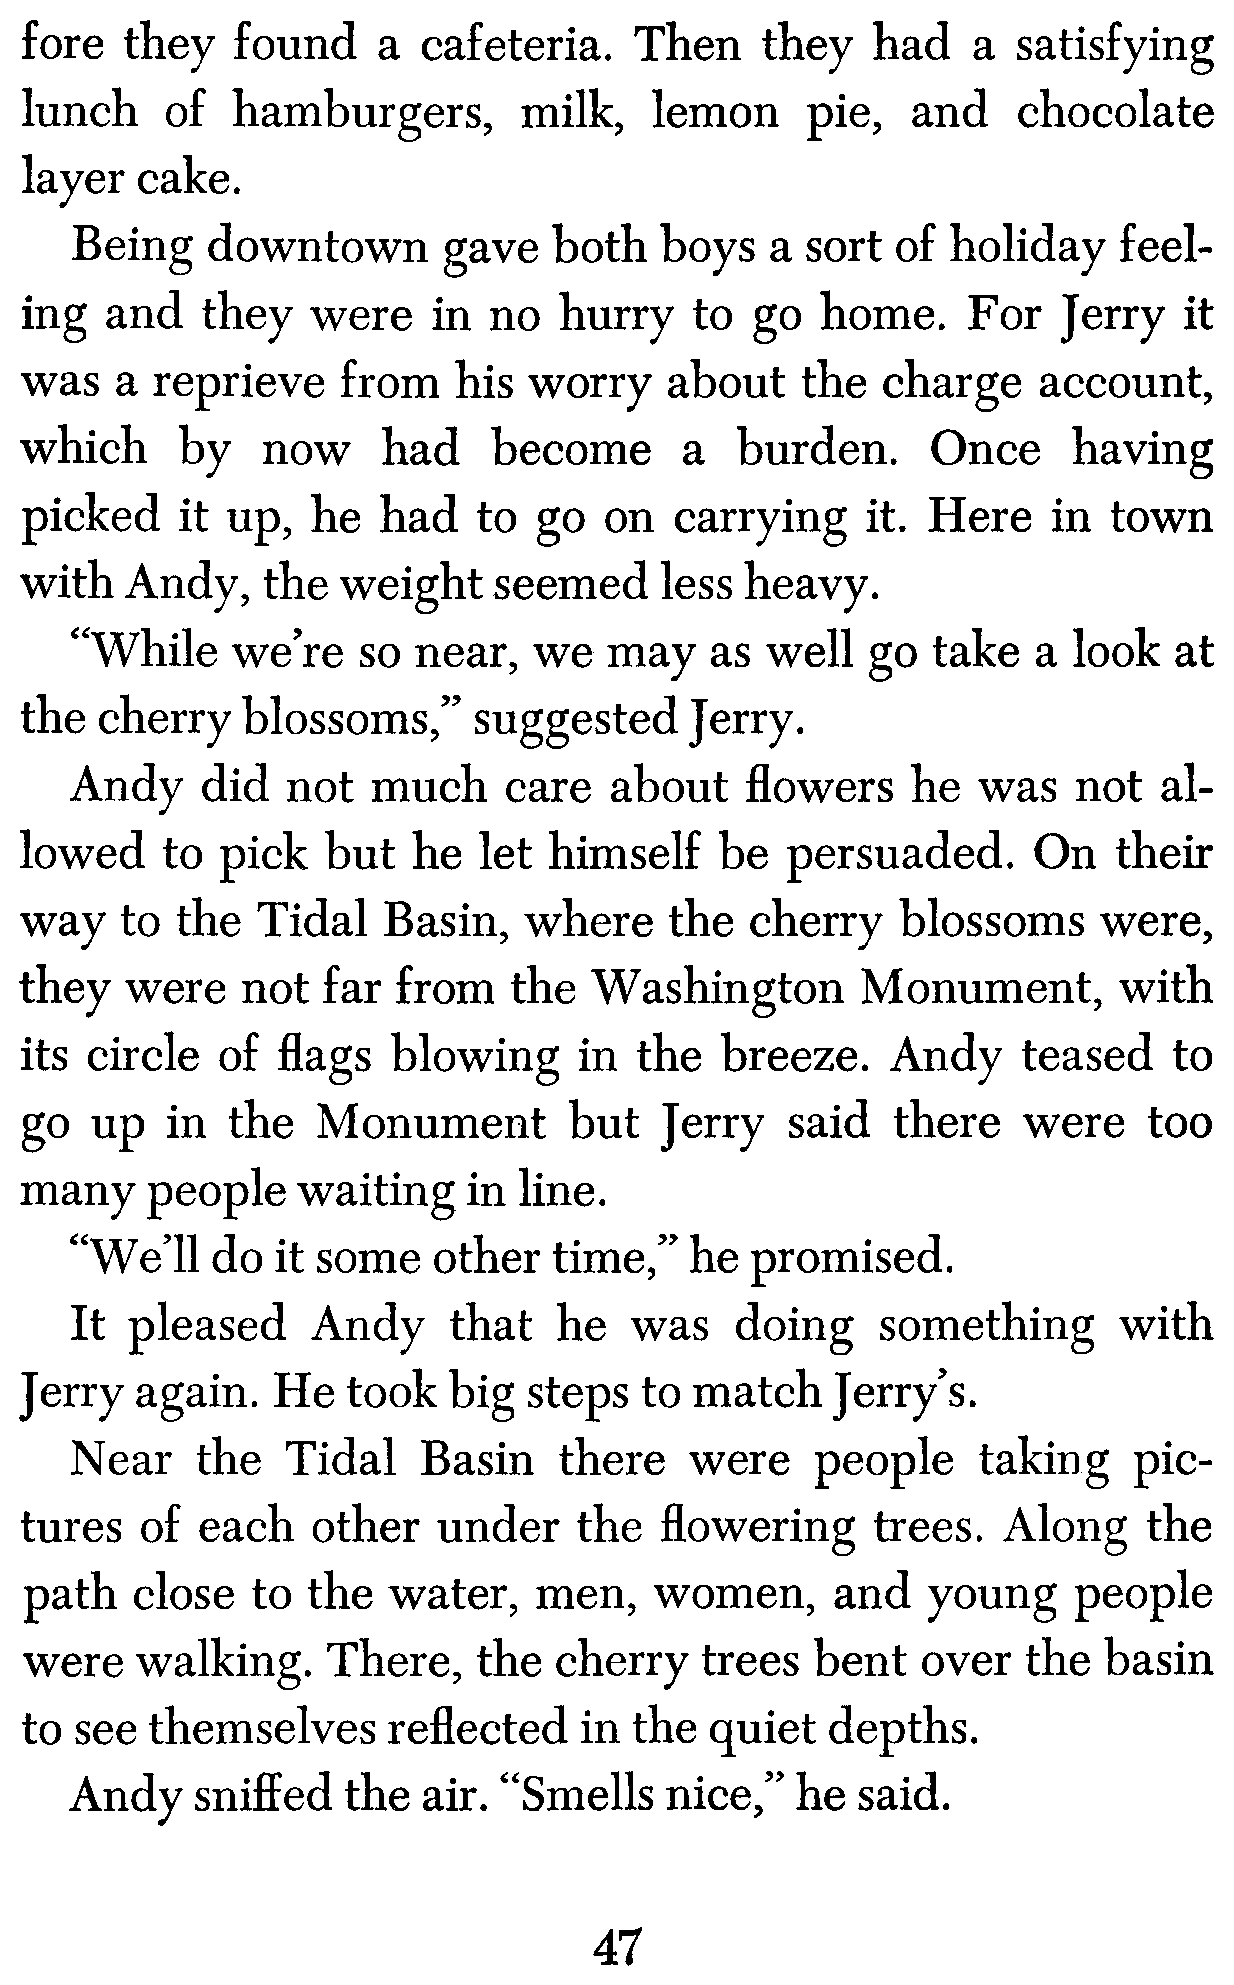 fore they found a cafeteria. Then they had a satisfying
lunch of hamburgers, milk, lemon pie, and chocolate
layer cake.
Being downtown gave both boys a sort of holiday feel-
ing and they were in no hurry to go home. For Jerry it
was a reprieve from his worry about the charge account,
which by now had become a burden. Once having
picked it up, he had to go on carrying it. Here in town
with Andy, the weight seemed less heavy.
“While we’re so near, we may as well go take a look at
the cherry blossoms,” suggested Jerry.
Andy did not much care about flowers he was not al-
lowed to pick but he let himself be persuaded. On their
way to the Tidal Basin, where the cherry blossoms were,
they were not far from the Washington Monument, with
its circle of flags blowing in the breeze. Andy teased to
go up in the Monument but Jerry said there were too
many people waiting in line.
“We’ll do it some other time,” he promised.
It pleased Andy that he was doing something with
Jerry again. He took big steps to match Jerry’s.
Near the Tidal Basin there were people taking pic-
tures of each other under the flowering trees. Along the
path close to the water, men, women, and young people
were walking. There, the cherry trees bent over the basin
to see themselves reflected in the quiet depths.
Andy sniffed the air. “Smells nice,” he said.
47